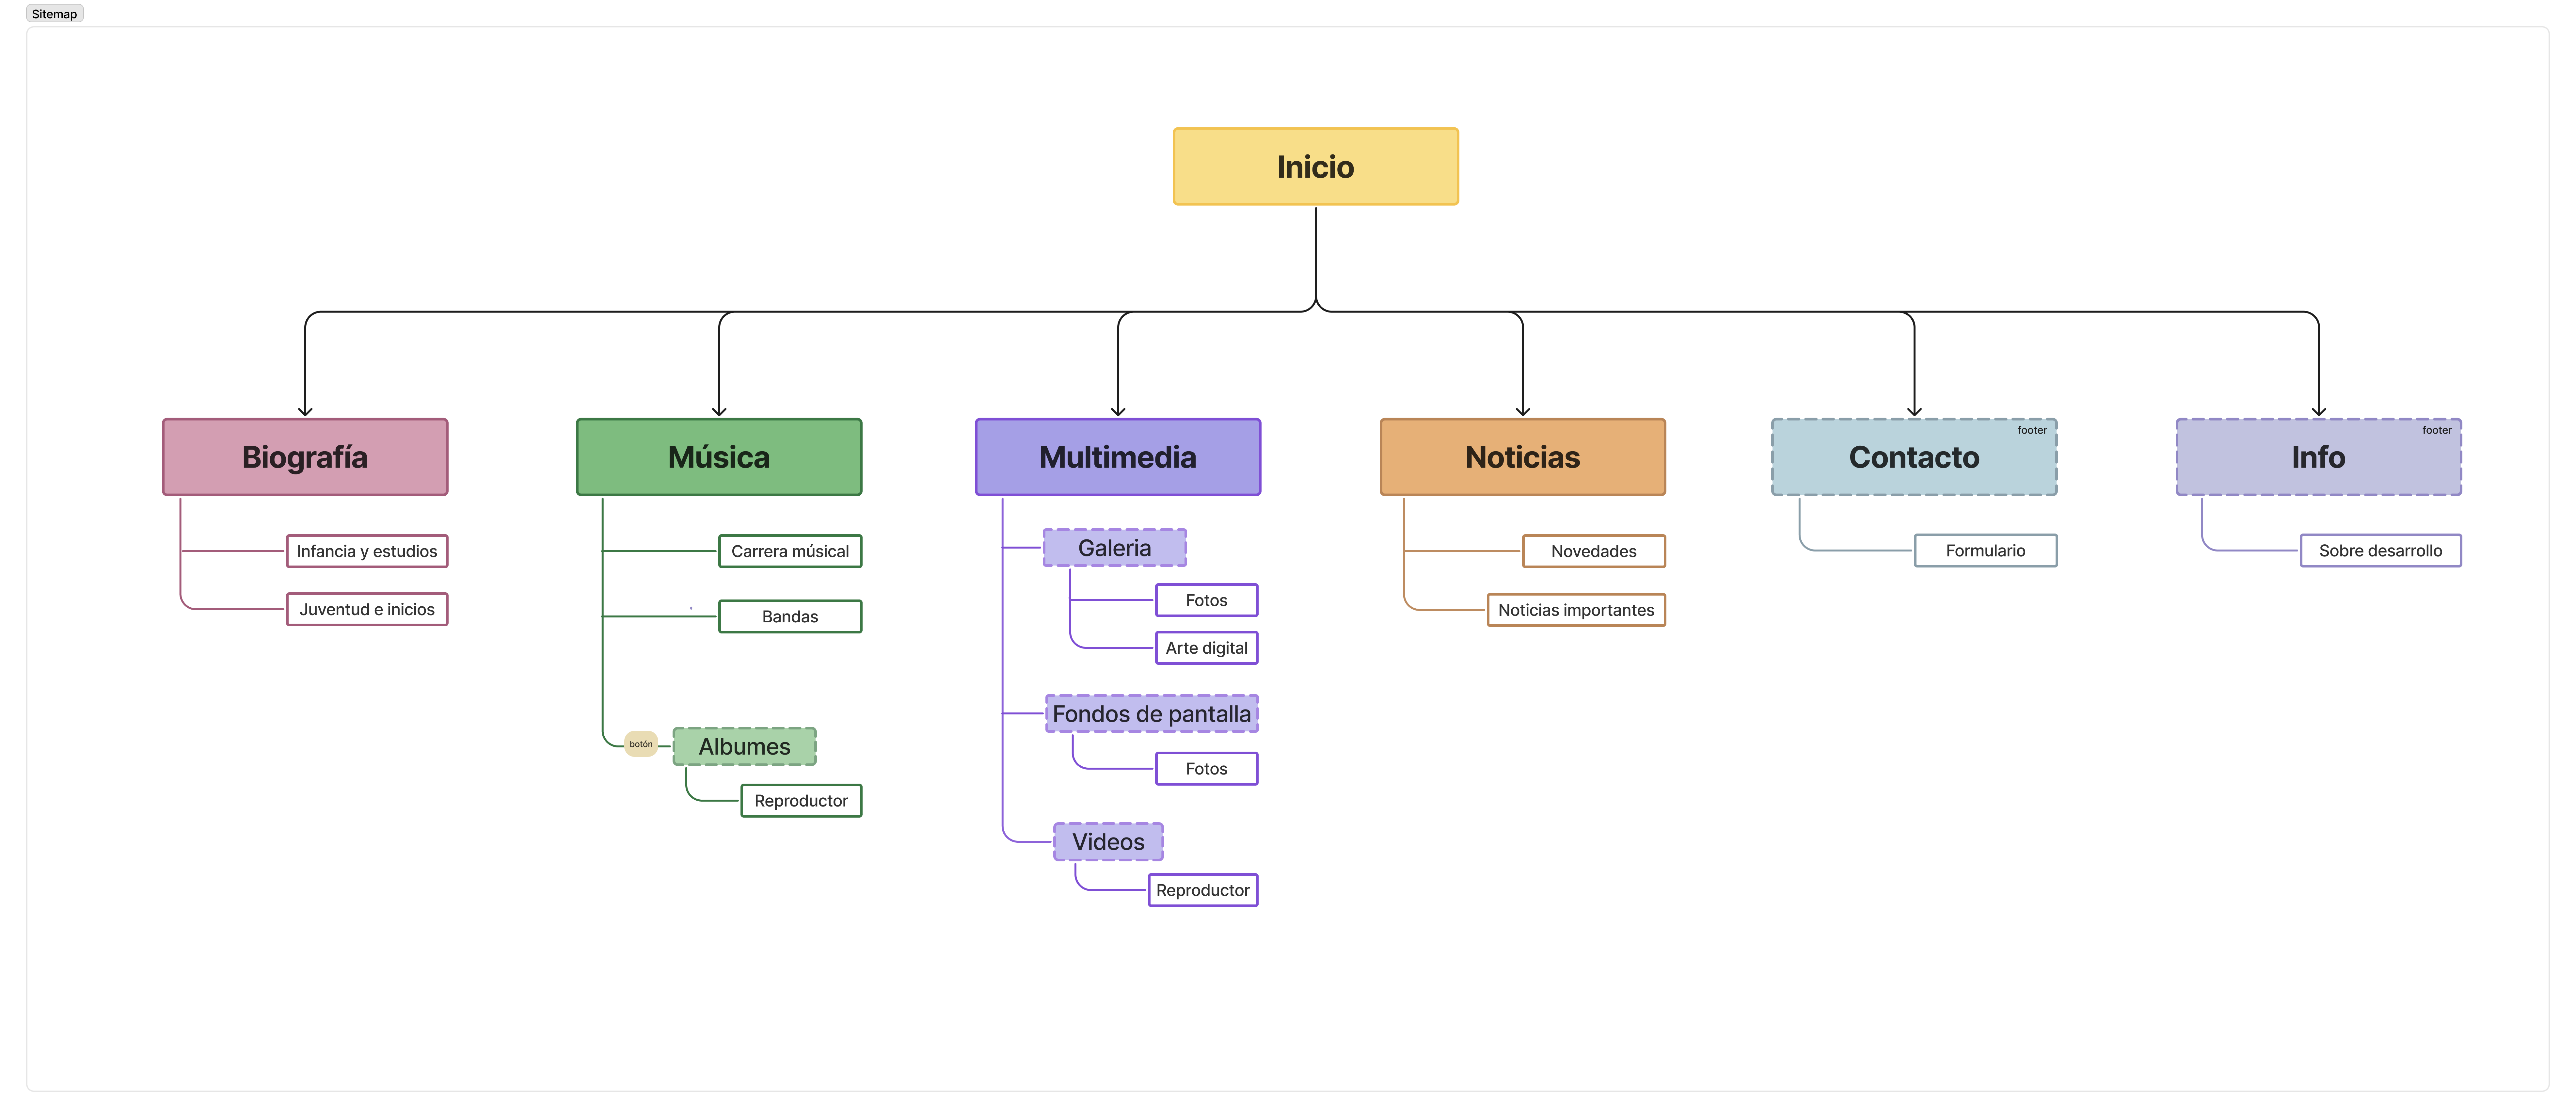 Sitemap
Inicio
Biografía
Infancia y estudios
Juventud e inicios
Música
Carrera músical
Bandas
botón
Albumes
Reproductor
Multimedia
Galeria
Fotos
Arte digital
Fondos de pantalla
Fotos
Videos
Reproductor
Noticias
Novedades
Noticias importantes
footer
Contacto
Formulario
footer
Info
Sobre desarrollo